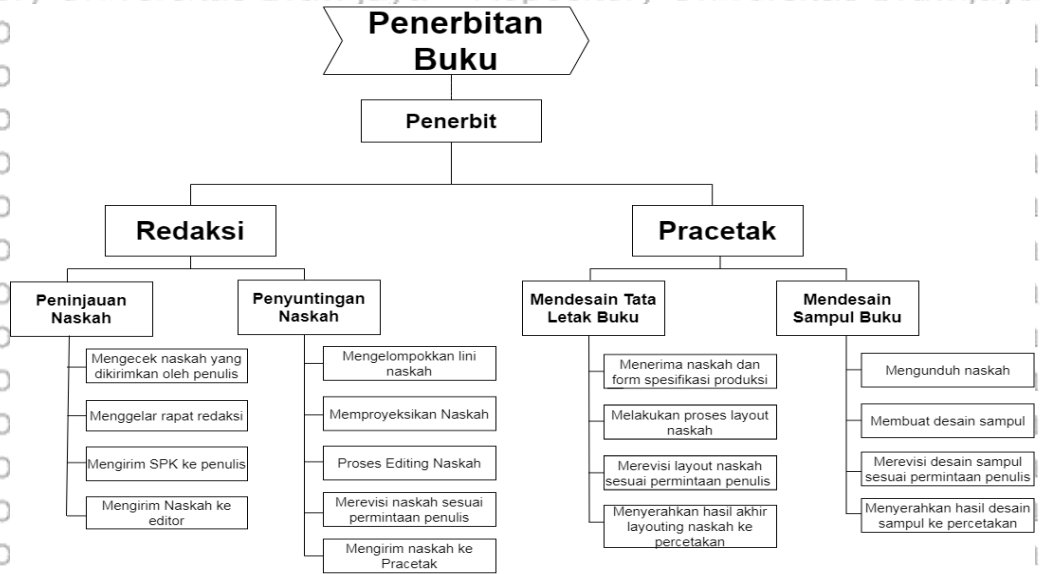 Penerbitan
Buku
Penerbit
Redaksi
Pracetak
Peninjauan
Naskah
Penyuntingan
Naskah
Mendesain Tata
Letak Buku
Mendesain
Sampul Buku
Mengecek naskah yang
dikirimkan oleh penulis
Menggelar rapat redaksi
Mengirim SPK ke penulis
Mengirim Naskah ke
editor
Mengelompokkan lini
naskah
Memproyeksikan Naskah
Proses Editing Naskah
Merevisi naskah sesuai
permintaan penulis
Mengirim naskah ke
Pracetak
Menerima naskah dan
form spesifikasi produksi
Melakukan proses layout
naskah
Merevisi layout naskah
sesuai permintaan penulis
Menyerahkan hasil akhir
layouting naskah ke
percetakan
Mengunduh naskah
Membuat desain sampul
Merevisi desain sampul
sesuai permintaan penulis
Menyerahkan hasil desain
sampul ke percetakan